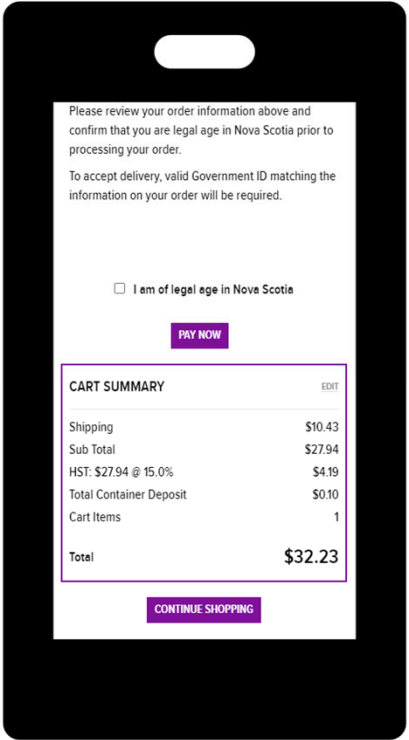 Please review your order information above and
confirm that you are legal age in Nova Scotia prior to
processing your order.
To accept delivery, valid Government ID matching the
information on your order will be required.
I am of legal age in Nova Scotia
PAY NOW
CART SUMMARY EDIT
Shipping $10.43
Sub Total $27.94
HST: $27.94 @ 15.0% $4.19
Total Container Deposit $0.10
Cart Items 1
Total $32.23
CONTINUE SHOPPING